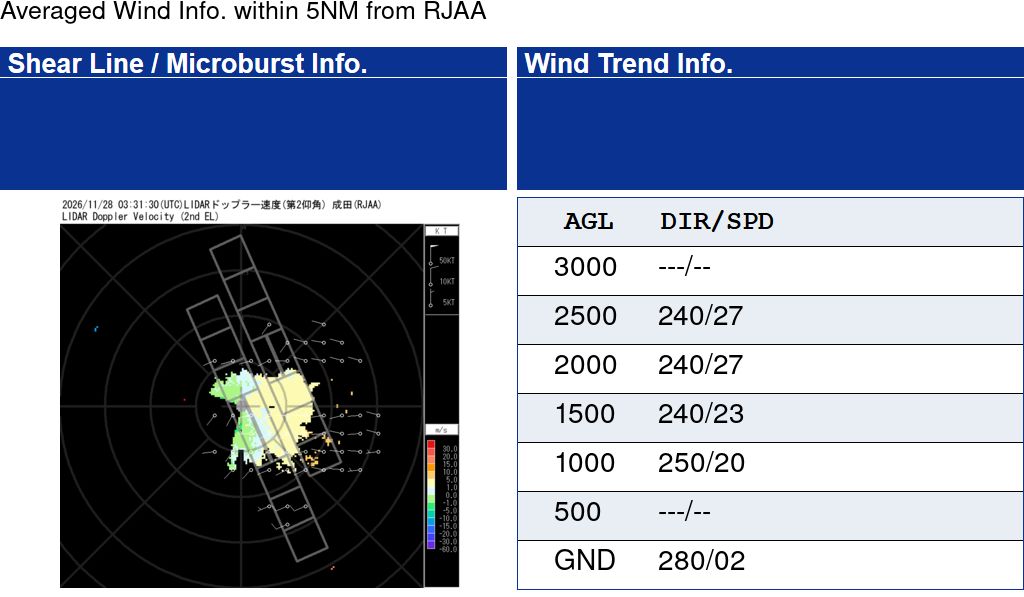 Averaged Wind Info. within 5NM from RJAA
Shear Line / Microburst Info.
Wind Trend Info.
2026/11/28 03:31:30(UTC)LIDARドップラー速度(第2仰角) 成田(RJAA)
LIDAR Doppler Velocity (2nd EL)
KT
50KT
10KT
5KT
m/s
30.0
20.0
15.0
10.0
5.0
1.0
0.0
-1.0
-5.0
-10.0
-15.0
-20.0
-30.0
-60.0
AGL DIR/SPD
3000 ---/--
2500 240/27
2000 240/27
1500 240/23
1000 250/20
500 ---/--
GND 280/02